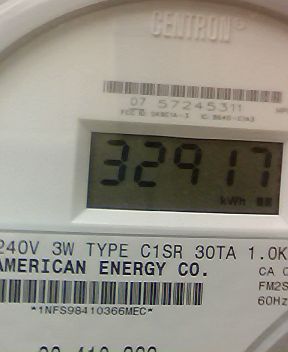 CENTRON®
07 57245311
32917
kWh
240V 3W TYPE C1SR 30TA 1.0K
AMERICAN ENERGY CO.
CA 0
FM2S
60Hz
*1NFS98410366MEC*